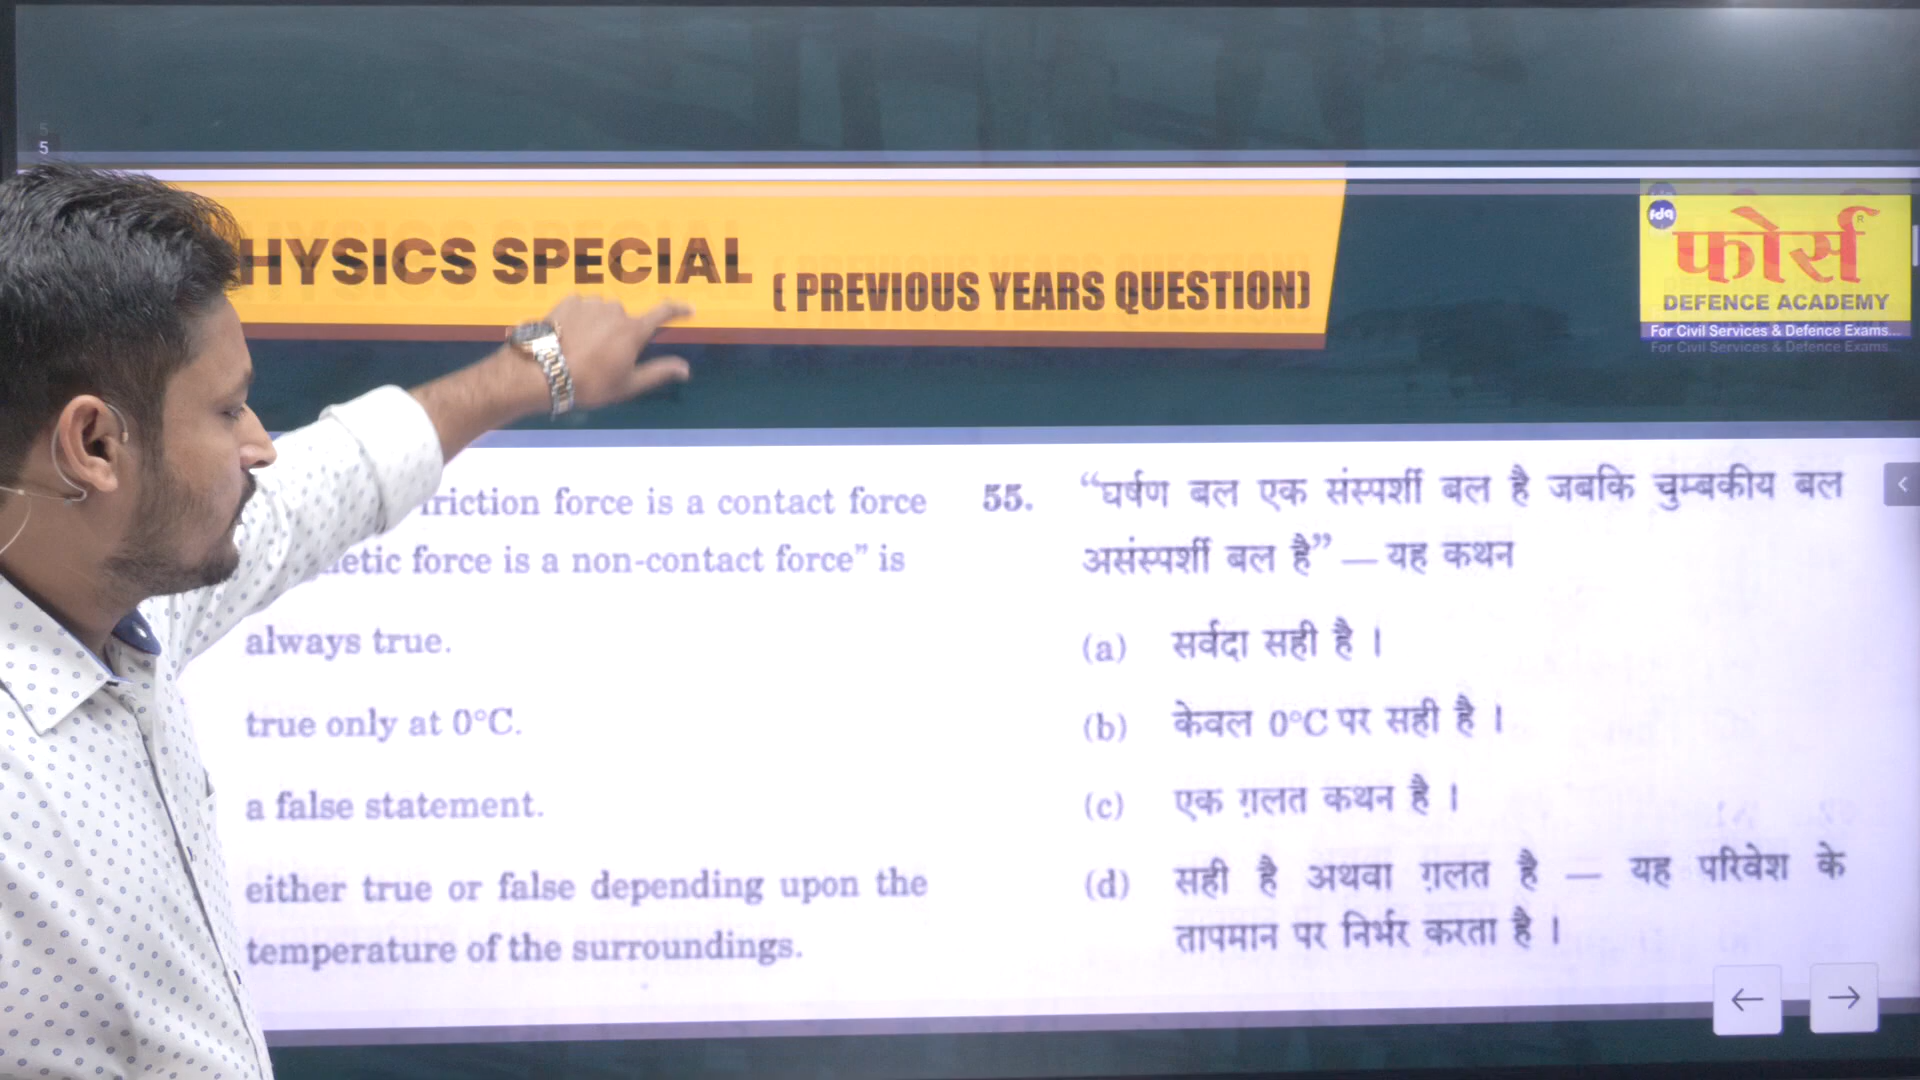 5
HYSICS SPECIAL ( PREVIOUS YEARS QUESTION)
fda
फोर्स
DEFENCE ACADEMY
For Civil Services & Defence Exams...
force is a contact force
force is a non-contact force” is
always true.
true only at 0°C.
a false statement.
either true or false depending upon the
temperature of the surroundings.
55. “घर्षण बल एक संस्पर्शी बल है जबकि चुम्बकीय बल
असंस्पर्शी बल है” — यह कथन
(a) सर्वदा सही है ।
(b) केवल 0°C पर सही है ।
(c) एक ग़लत कथन है ।
(d) सही है अथवा ग़लत है — यह परिवेश के
तापमान पर निर्भर करता है ।